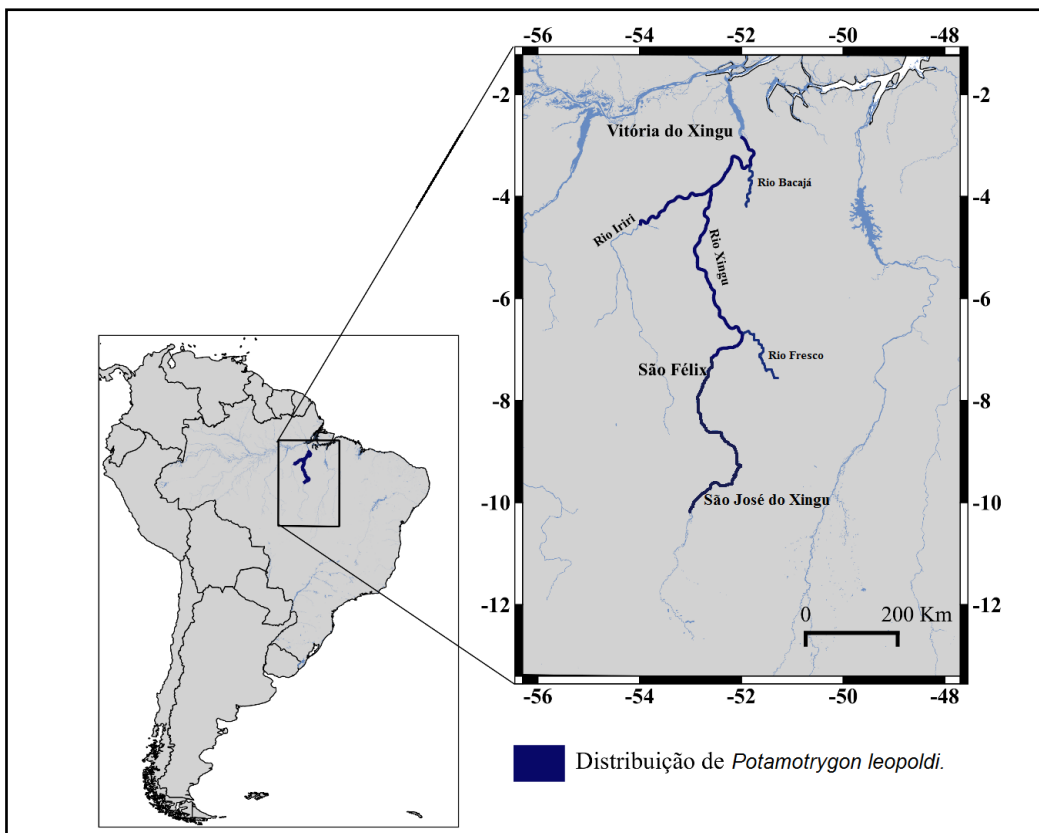 -56 -54 -52 -50 -48
-2 -2
Vitória do Xingu
Rio Bacajá
-4 -4
Rio Iriri
Rio Xingu
-6 -6
Rio Fresco
São Félix
-8 -8
São José do Xingu
-10 -10
-12 -12
0 200 Km
-56 -54 -52 -50 -48
Distribuição de Potamotrygon leopoldi.